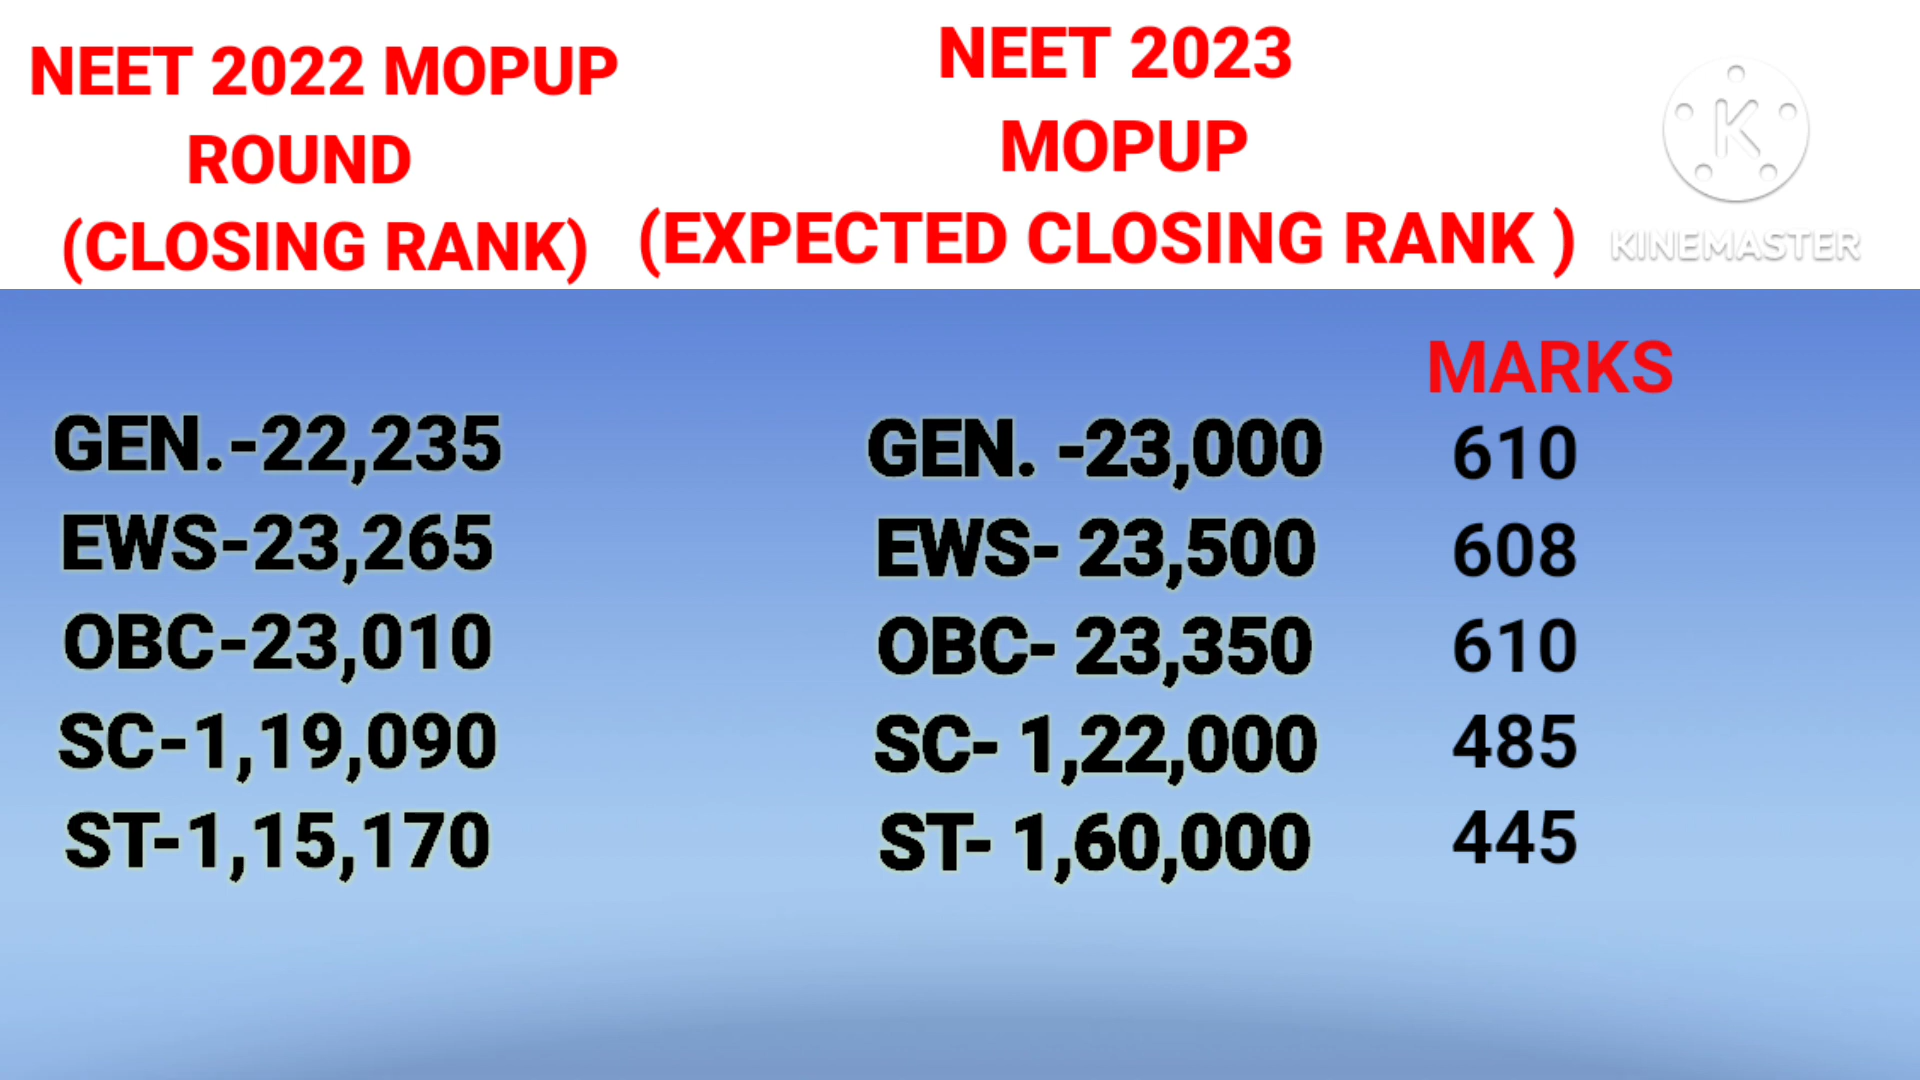 NEET 2022 MOPUP
ROUND
(CLOSING RANK)
NEET 2023
MOPUP
(EXPECTED CLOSING RANK )
K
KINEMASTER
GEN.-22,235
EWS-23,265
OBC-23,010
SC-1,19,090
ST-1,15,170
MARKS
GEN. -23,000 610
EWS- 23,500 608
OBC- 23,350 610
SC- 1,22,000 485
ST- 1,60,000 445